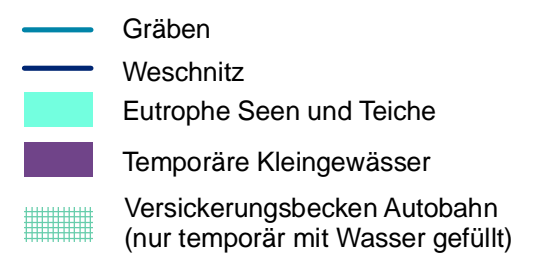 Gräben
Weschnitz
Eutrophe Seen und Teiche
Temporäre Kleingewässer
Versickerungsbecken Autobahn
(nur temporär mit Wasser gefüllt)